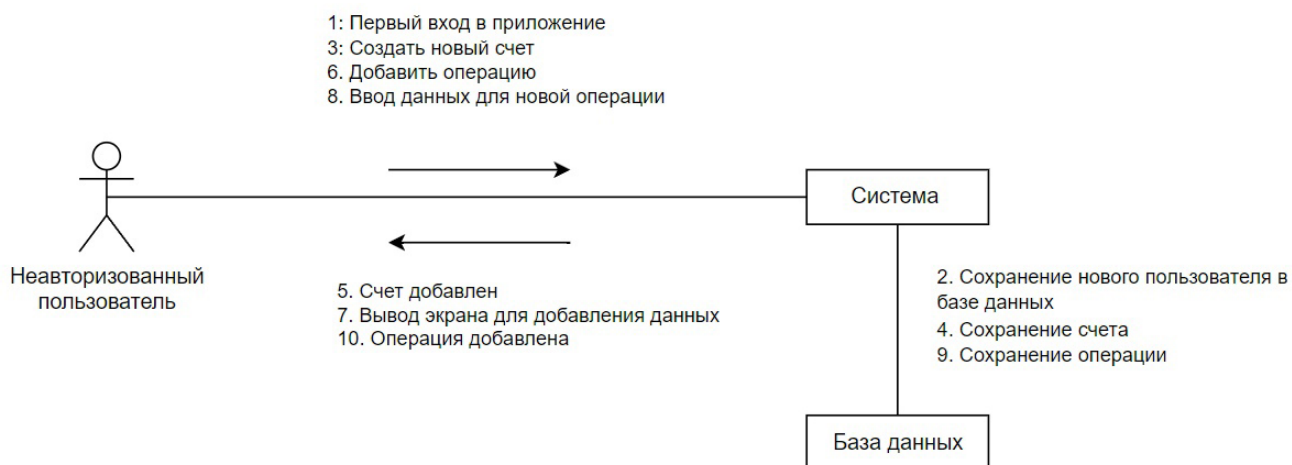 1: Первый вход в приложение
3: Создать новый счет
6. Добавить операцию
8. Ввод данных для новой операции
Система
Неавторизованный
пользователь
5. Счет добавлен
7. Вывод экрана для добавления данных
10. Операция добавлена
2. Сохранение нового пользователя в
базе данных
4. Сохранение счета
9. Сохранение операции
База данных